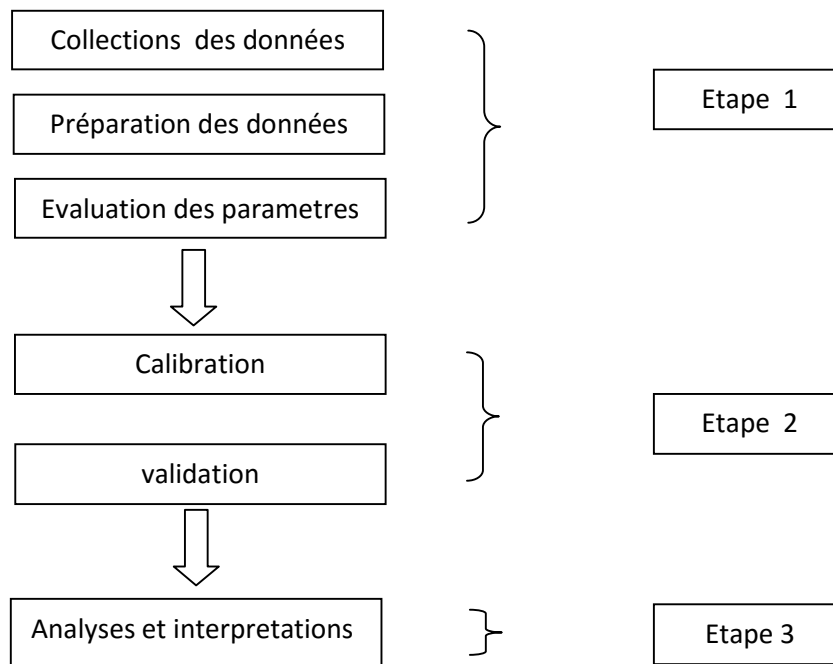 Collections  des données
Préparation des données
Evaluation des parametres
Etape  1
Calibration
validation
Etape  2
Analyses et interpretations
Etape 3